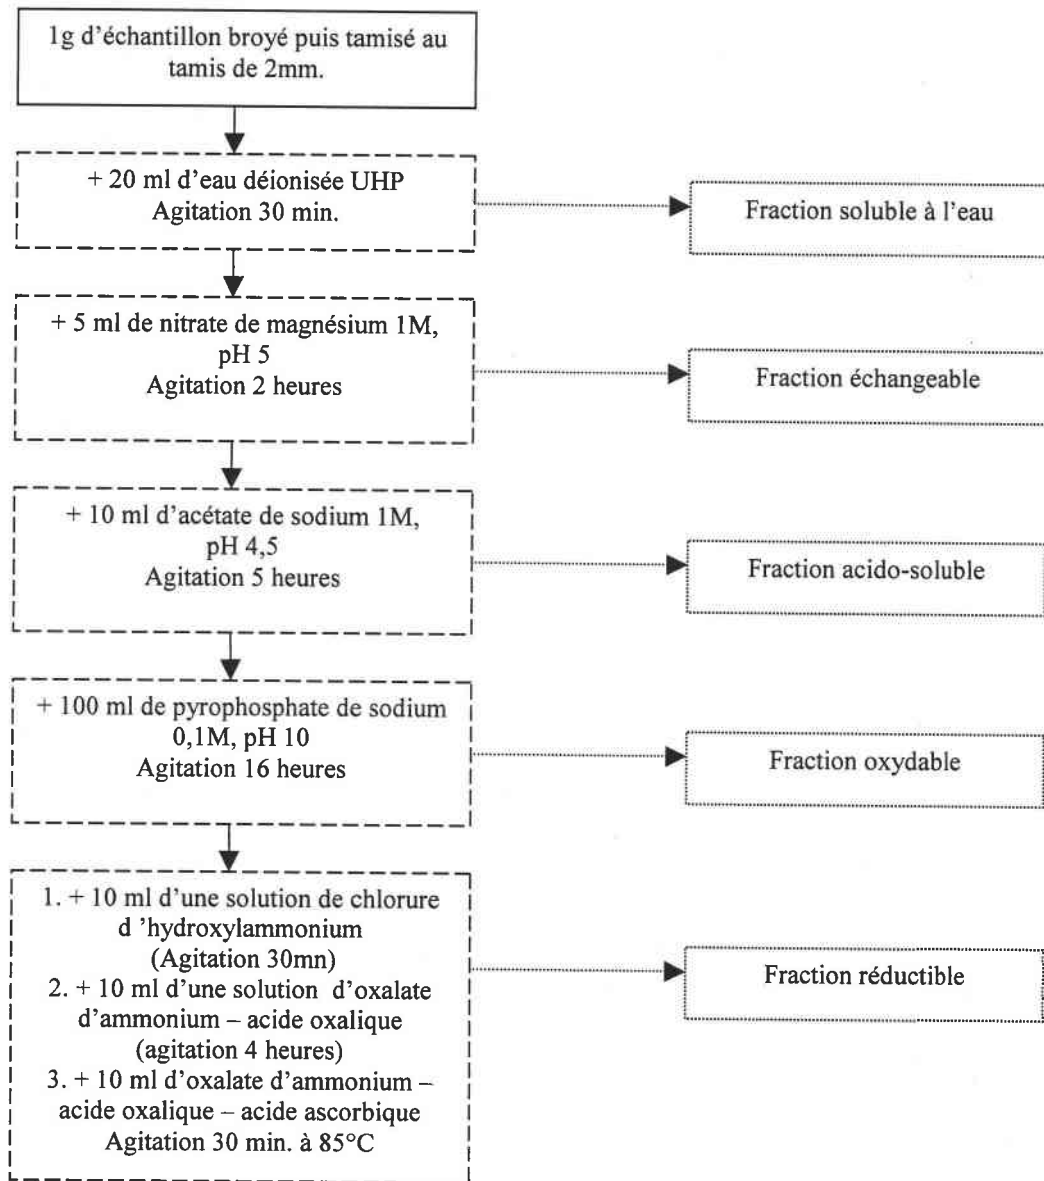 1g d'échantillon broyé puis tamisé au
tamis de 2mm.
+ 20 ml d'eau déionisée UHP
Agitation 30 min.
Fraction soluble à l'eau
+ 5 ml de nitrate de magnésium 1M,
pH 5
Agitation 2 heures
Fraction échangeable
+ 10 ml d'acétate de sodium 1M,
pH 4,5
Agitation 5 heures
Fraction acido-soluble
+ 100 ml de pyrophosphate de sodium
0,1M, pH 10
Agitation 16 heures
Fraction oxydable
1. + 10 ml d'une solution de chlorure
d 'hydroxylammonium
(Agitation 30mn)
2. + 10 ml d'une solution d'oxalate
d'ammonium – acide oxalique
(agitation 4 heures)
3. + 10 ml d'oxalate d'ammonium –
acide oxalique – acide ascorbique
Agitation 30 min. à 85°C
Fraction réductible